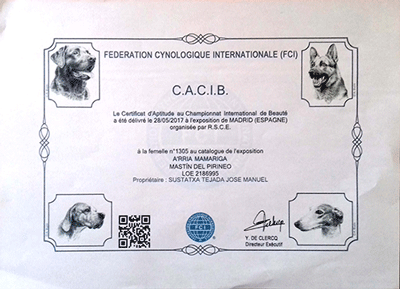 FEDERATION CYNOLOGIQUE INTERNATIONALE (FCI)
C.A.C.I.B.
Le Certificat d'Aptitude au Championnat International de Beauté
a été délivré le 28/05/2017 à l'exposition de MADRID (ESPAGNE)
organisée par R.S.C.E.
à la femelle n°1305 au catalogue de l'exposition
A'RRIA MAMARIGA
MASTÍN DEL PIRINEO
LOE 2186995
Propriétaire : SUSTATXA TEJADA JOSE MANUEL
FCI
Y. DE CLERCQ
Directeur Exécutif